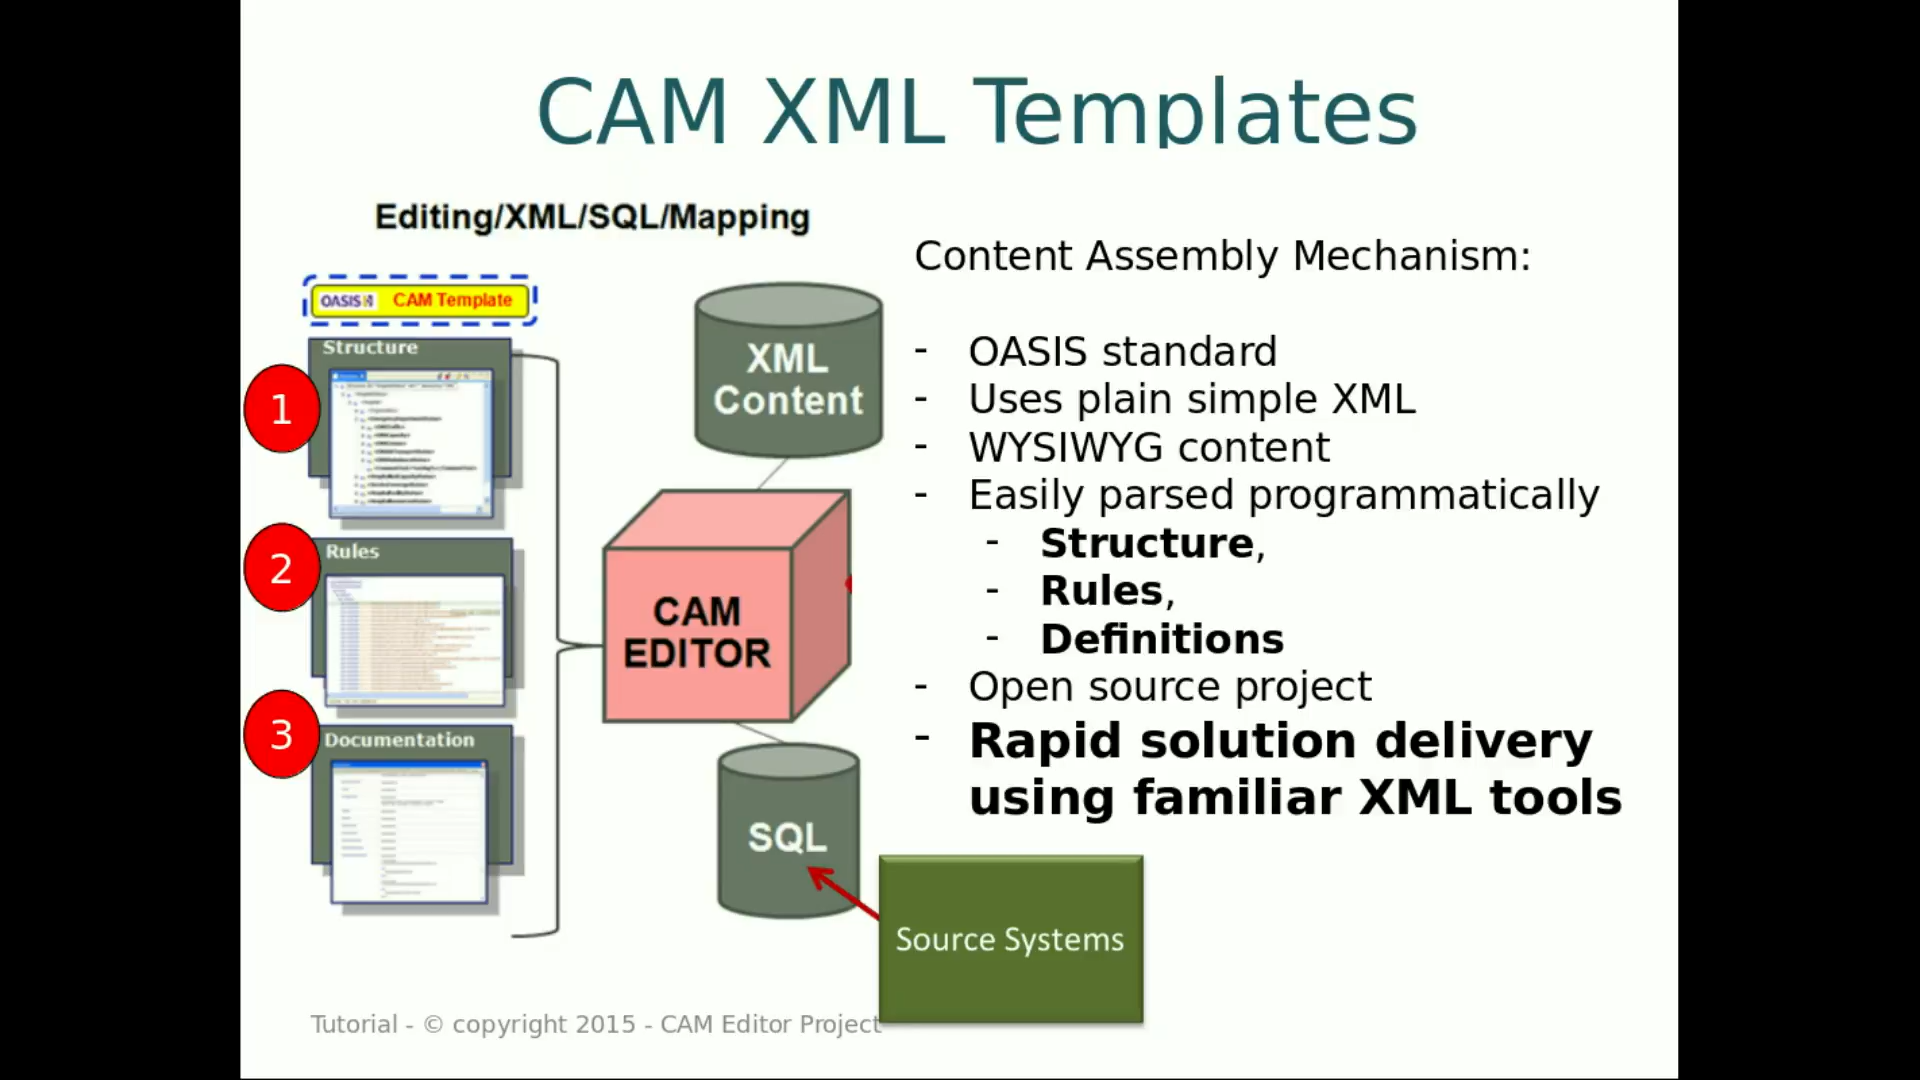 CAM XML Templates
Editing/XML/SQL/Mapping
OASIS CAM Template
Structure
1
2
Rules
3
Documentation
XML
Content
CAM
EDITOR
SQL
Source Systems
Content Assembly Mechanism:
- OASIS standard
- Uses plain simple XML
- WYSIWYG content
- Easily parsed programmatically
- Structure,
- Rules,
- Definitions
- Open source project
- Rapid solution delivery
using familiar XML tools
Tutorial - © copyright 2015 - CAM Editor Project